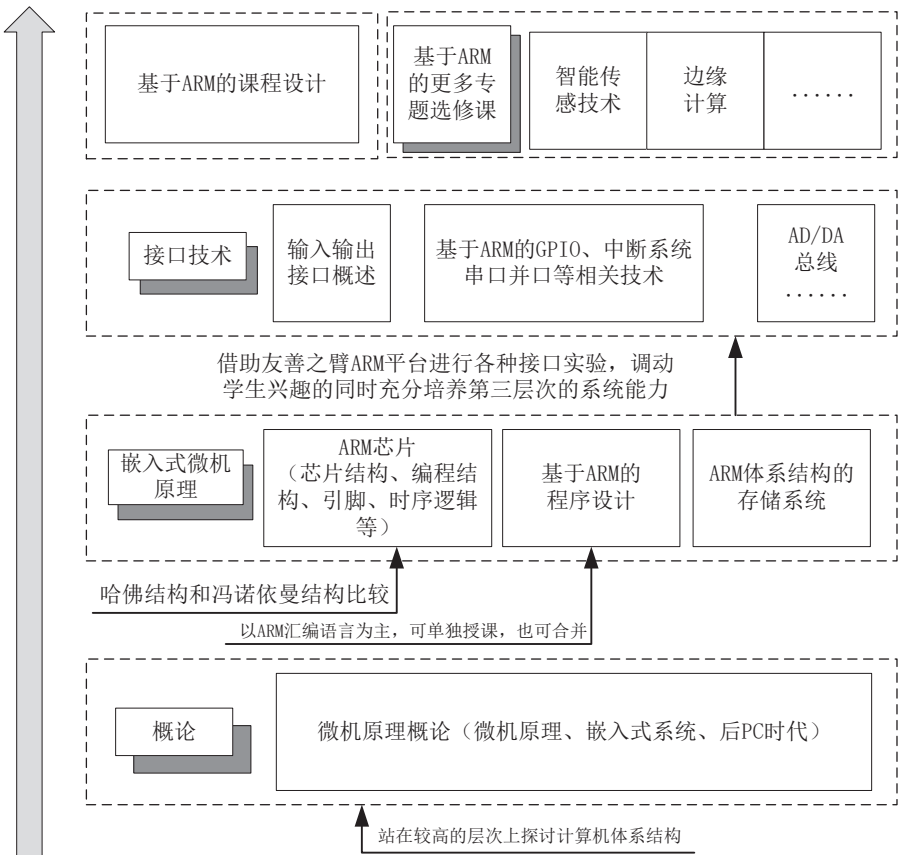 基于ARM的课程设计
基于ARM
的更多专
题选修课
智能传
感技术
边缘
计算
......
接口技术
输入输出
接口概述
基于ARM的GPIO、中断系统
串口并口等相关技术
AD/DA
总线
......
借助友善之臂ARM平台进行各种接口实验，调动
学生兴趣的同时充分培养第三层次的系统能力
嵌入式微机
原理
ARM芯片
（芯片结构、编程结
构、引脚、时序逻辑
等）
基于ARM的
程序设计
ARM体系结构的
存储系统
哈佛结构和冯诺依曼结构比较
以ARM汇编语言为主，可单独授课，也可合并
概论
微机原理概论（微机原理、嵌入式系统、后PC时代）
站在较高的层次上探讨计算机体系结构